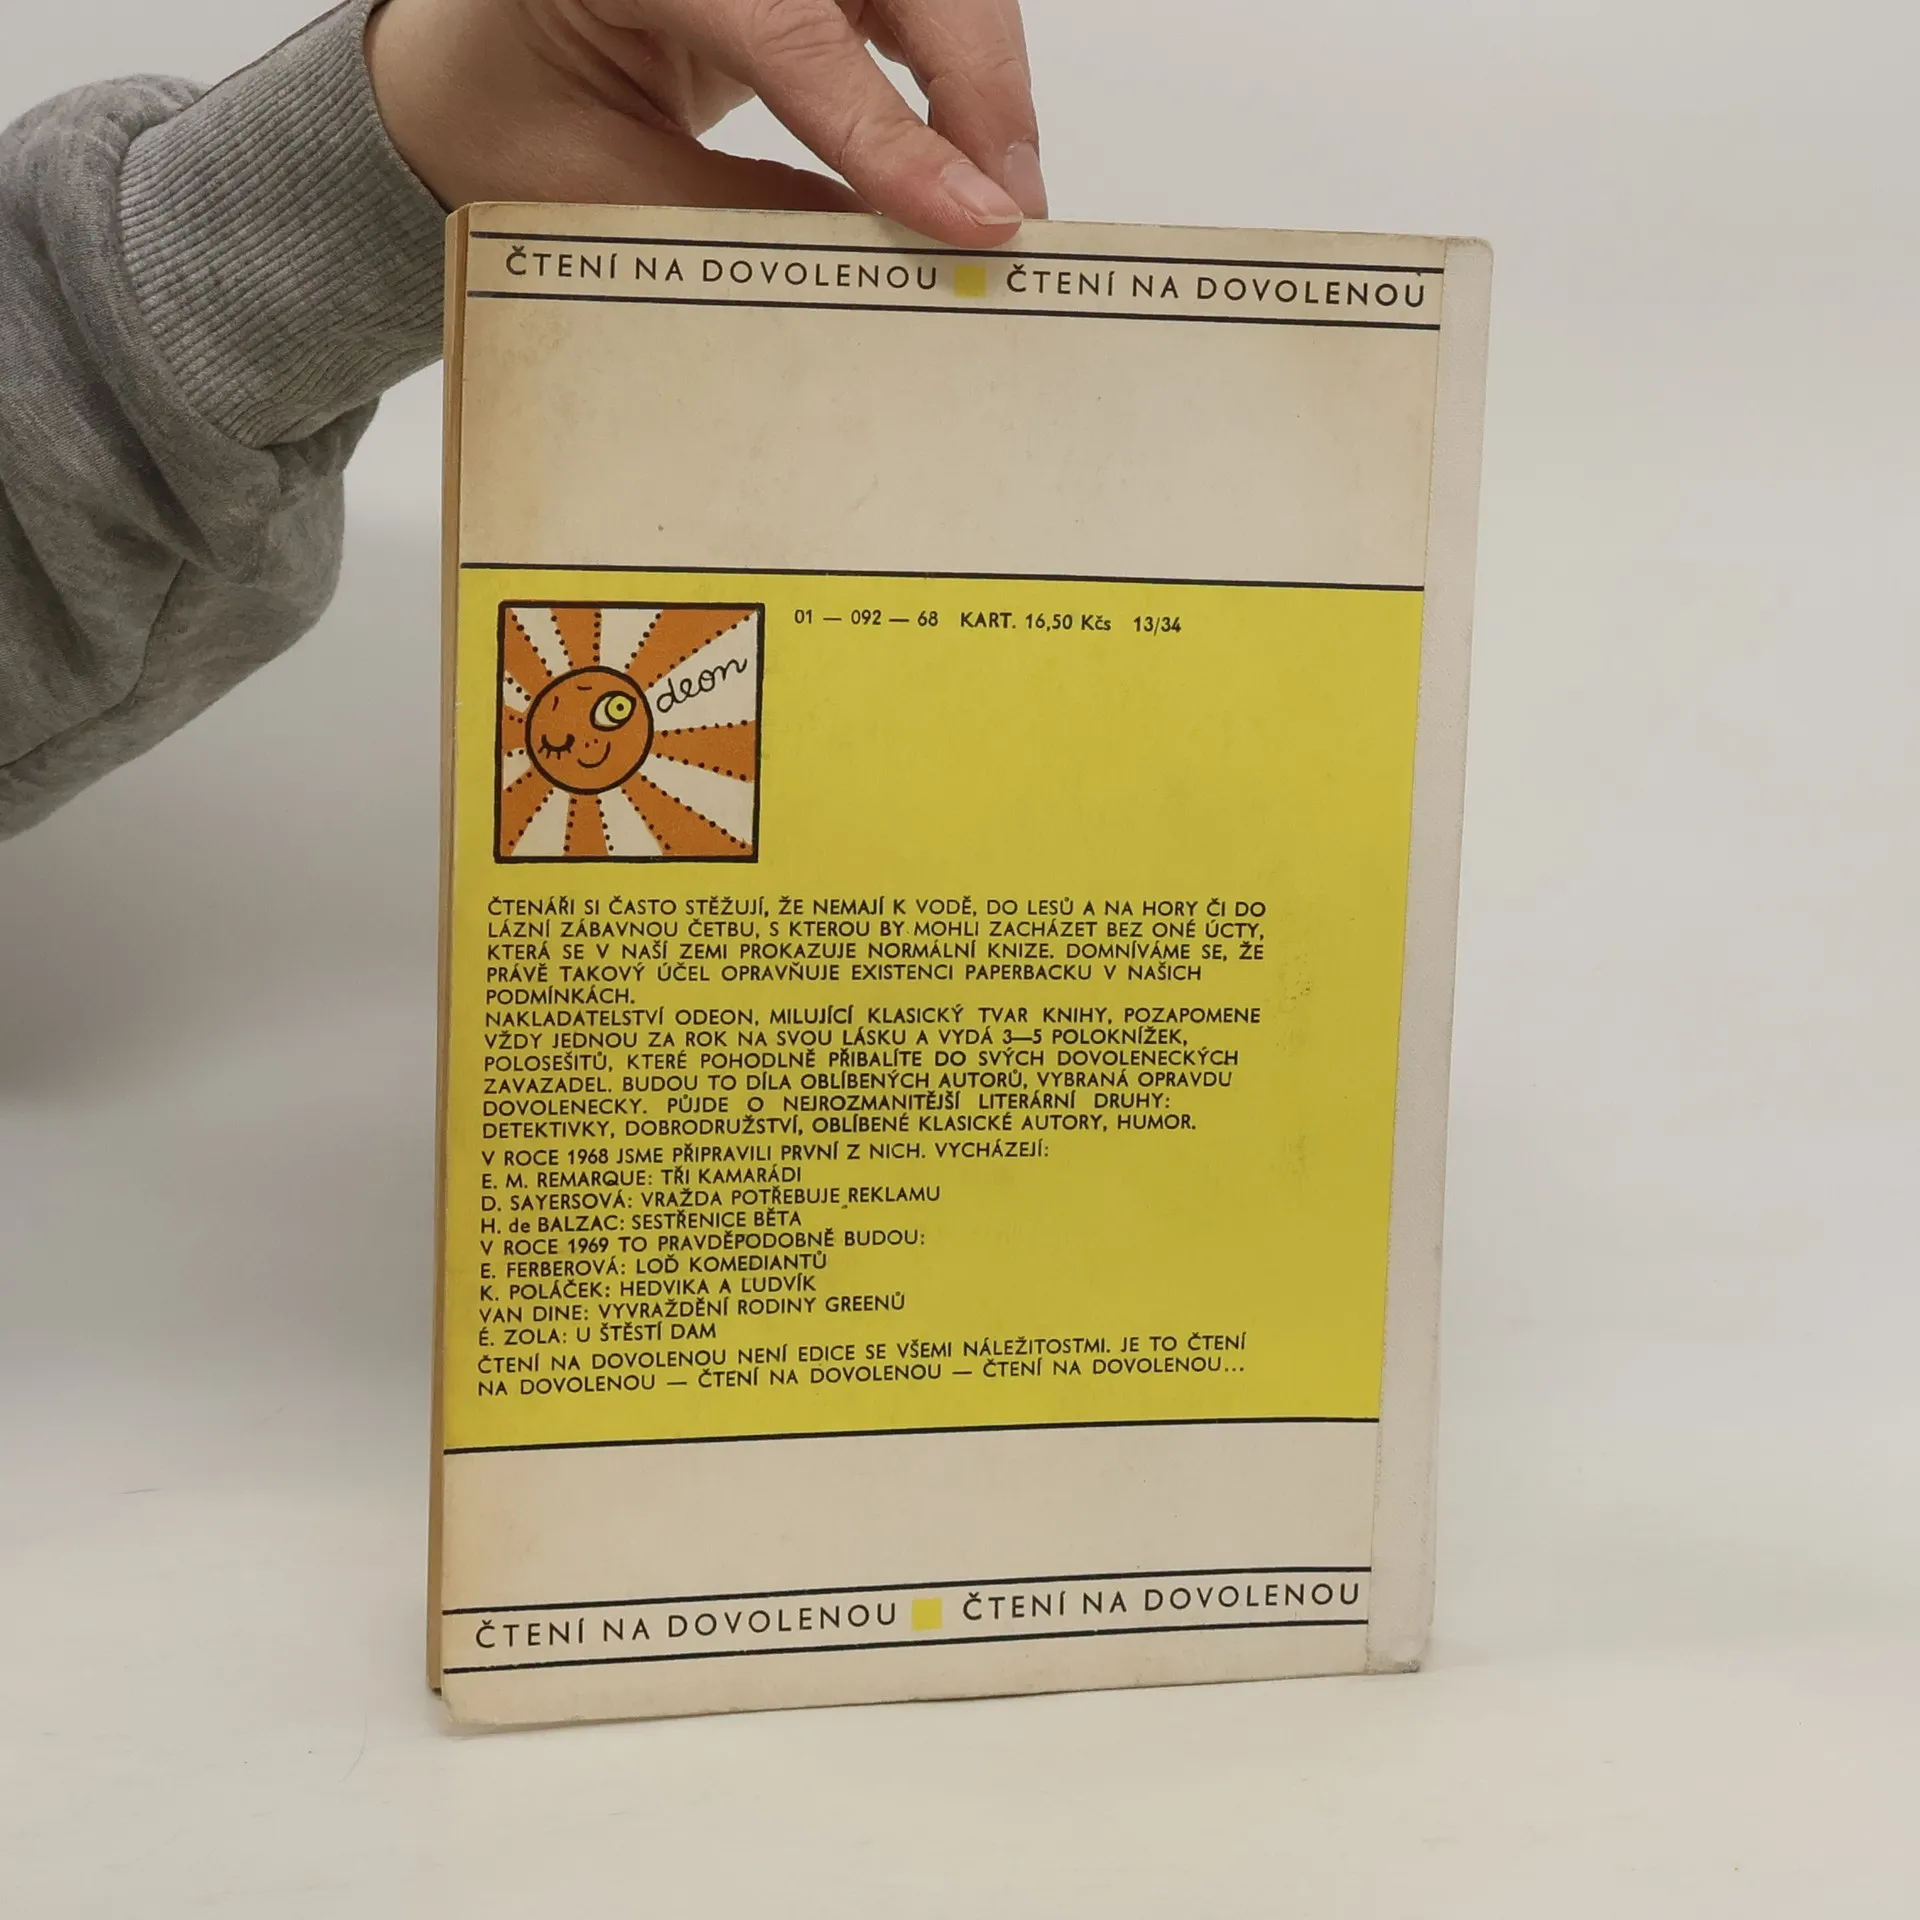 ČTENÍ NA DOVOLENOU ČTENÍ NA DOVOLENOU
01 — 092 — 68 KART. 16,50 Kčs 13/34
deon
ČTENÁŘI SI ČASTO STĚŽUJÍ, ŽE NEMAJÍ K VODĚ, DO LESŮ A NA HORY ČI DO
LÁZNÍ ZÁBAVNOU ČETBU, S KTEROU BY MOHLI ZACHÁZET BEZ ONÉ ÚCTY,
KTERÁ SE V NAŠÍ ZEMI PROKAZUJE NORMÁLNÍ KNIZE. DOMNÍVÁME SE, ŽE
PRÁVĚ TAKOVÝ ÚČEL OPRAVŇUJE EXISTENCI PAPERBACKU V NAŠICH
PODMÍNKÁCH.
NAKLADATELSTVÍ ODEON, MILUJÍCÍ KLASICKÝ TVAR KNIHY, POZAPOMENE
VŽDY JEDNOU ZA ROK NA SVOU LÁSKU A VYDÁ 3—5 POLOKNÍŽEK,
POLOSEŠITŮ, KTERÉ POHODLNĚ PŘIBALÍTE DO SVÝCH DOVOLENECKÝCH
ZAVAZADEL. BUDOU TO DÍLA OBLÍBENÝCH AUTORŮ, VYBRANÁ OPRAVDU
DOVOLENECKY. PŮJDE O NEJROZMANITĚJŠÍ LITERÁRNÍ DRUHY:
DETEKTIVKY, DOBRODRUŽSTVÍ, OBLÍBENÉ KLASICKÉ AUTORY, HUMOR.
V ROCE 1968 JSME PŘIPRAVILI PRVNÍ Z NICH. VYCHÁZEJÍ:
E. M. REMARQUE: TŘI KAMARÁDI
D. SAYERSOVÁ: VRAŽDA POTŘEBUJE REKLAMU
H. de BALZAC: SESTŘENICE BĚTA
V ROCE 1969 TO PRAVDĚPODOBNĚ BUDOU:
E. FERBEROVÁ: LOĎ KOMEDIANTŮ
K. POLÁČEK: HEDVIKA A LUDVÍK
VAN DINE: VYVRAŽDĚNÍ RODINY GREENŮ
É. ZOLA: U ŠTĚSTÍ DAM
ČTENÍ NA DOVOLENOU NENÍ EDICE SE VŠEMI NÁLEŽITOSTMI. JE TO ČTENÍ
NA DOVOLENOU — ČTENÍ NA DOVOLENOU — ČTENÍ NA DOVOLENOU...
ČTENÍ NA DOVOLENOU ČTENÍ NA DOVOLENOU